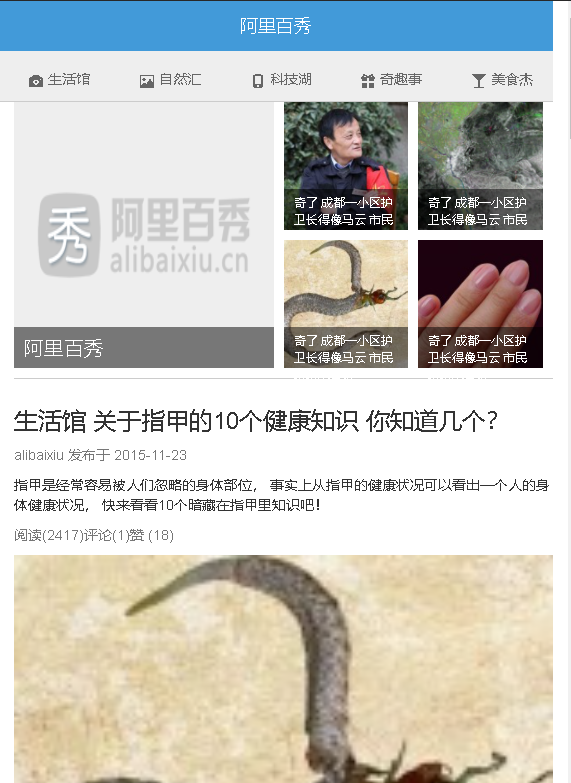 阿里百秀
生活馆 自然汇 科技湖 奇趣事 美食杰
秀 阿里百秀
alibaixiu.cn
阿里百秀
奇了 成都一小区护
卫长得像马云 市民
奇了 成都一小区护
卫长得像马云 市民
奇了 成都一小区护
卫长得像马云 市民
奇了 成都一小区护
卫长得像马云 市民
生活馆 关于指甲的10个健康知识 你知道几个？
alibaixiu 发布于 2015-11-23
指甲是经常容易被人们忽略的身体部位， 事实上从指甲的健康状况可以看出一个人的身
体健康状况， 快来看看10个暗藏在指甲里知识吧！
阅读(2417)评论(1)赞 (18)